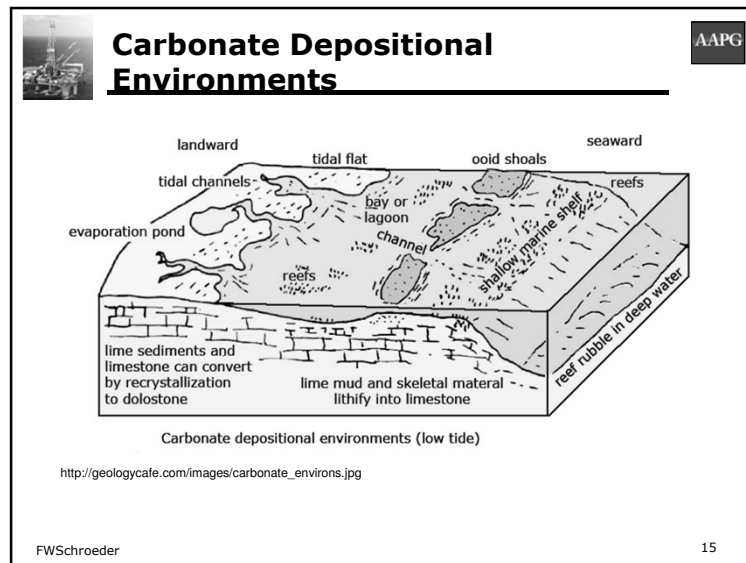 Carbonate Depositional
Environments
AAPG
landward
seaward
tidal flat
ooid shoals
tidal channels
reefs
bay or
lagoon
evaporation pond
channel
shallow marine shelf
reefs
reef rubble in deep water
lime sediments and
limestone can convert
by recrystallization
to dolostone
lime mud and skeletal materal
lithify into limestone
Carbonate depositional environments (low tide)
http://geologycafe.com/images/carbonate_environs.jpg
FWSchroeder
15